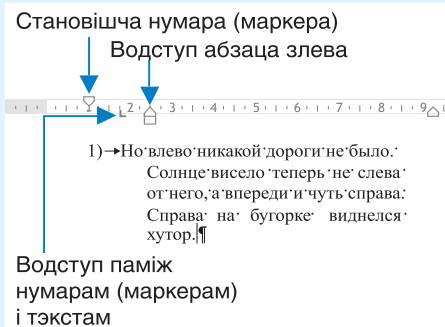 Становішча нумара (маркера)
Водступ абзаца злева
1 2 3 4 5 6 7 8 9
1)→Но·влево·никакой·дороги·не·было.·
Солнце·висело·теперь·не·слева·
от·него,·а·впереди·и·чуть·справа.·
Справа·на·бугорке·виднелся·
хутор.¶
Водступ паміж
нумарам (маркерам)
і тэкстам